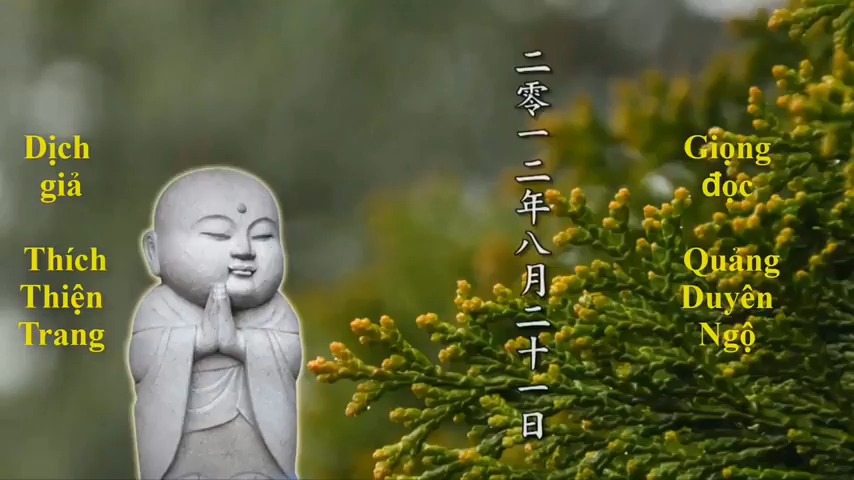 Dịch
giả
Thích
Thiện
Trang
二零一二年八月二十一日
Giọng
đọc
Quảng
Duyên
Ngộ